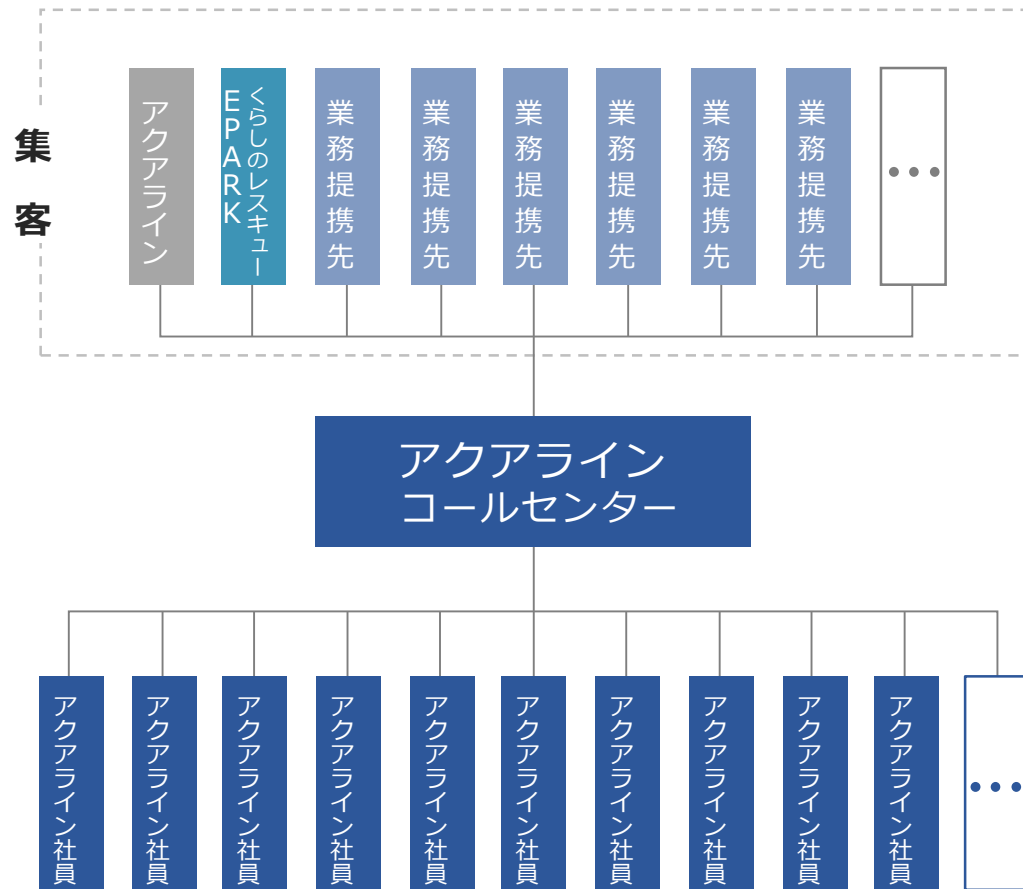 集客
アクアライン
くらしのレスキュー
EPARK
業務提携先
業務提携先
業務提携先
業務提携先
業務提携先
業務提携先
•••
アクアライン
コールセンター
アクアライン社員
アクアライン社員
アクアライン社員
アクアライン社員
アクアライン社員
アクアライン社員
アクアライン社員
アクアライン社員
アクアライン社員
アクアライン社員
•••